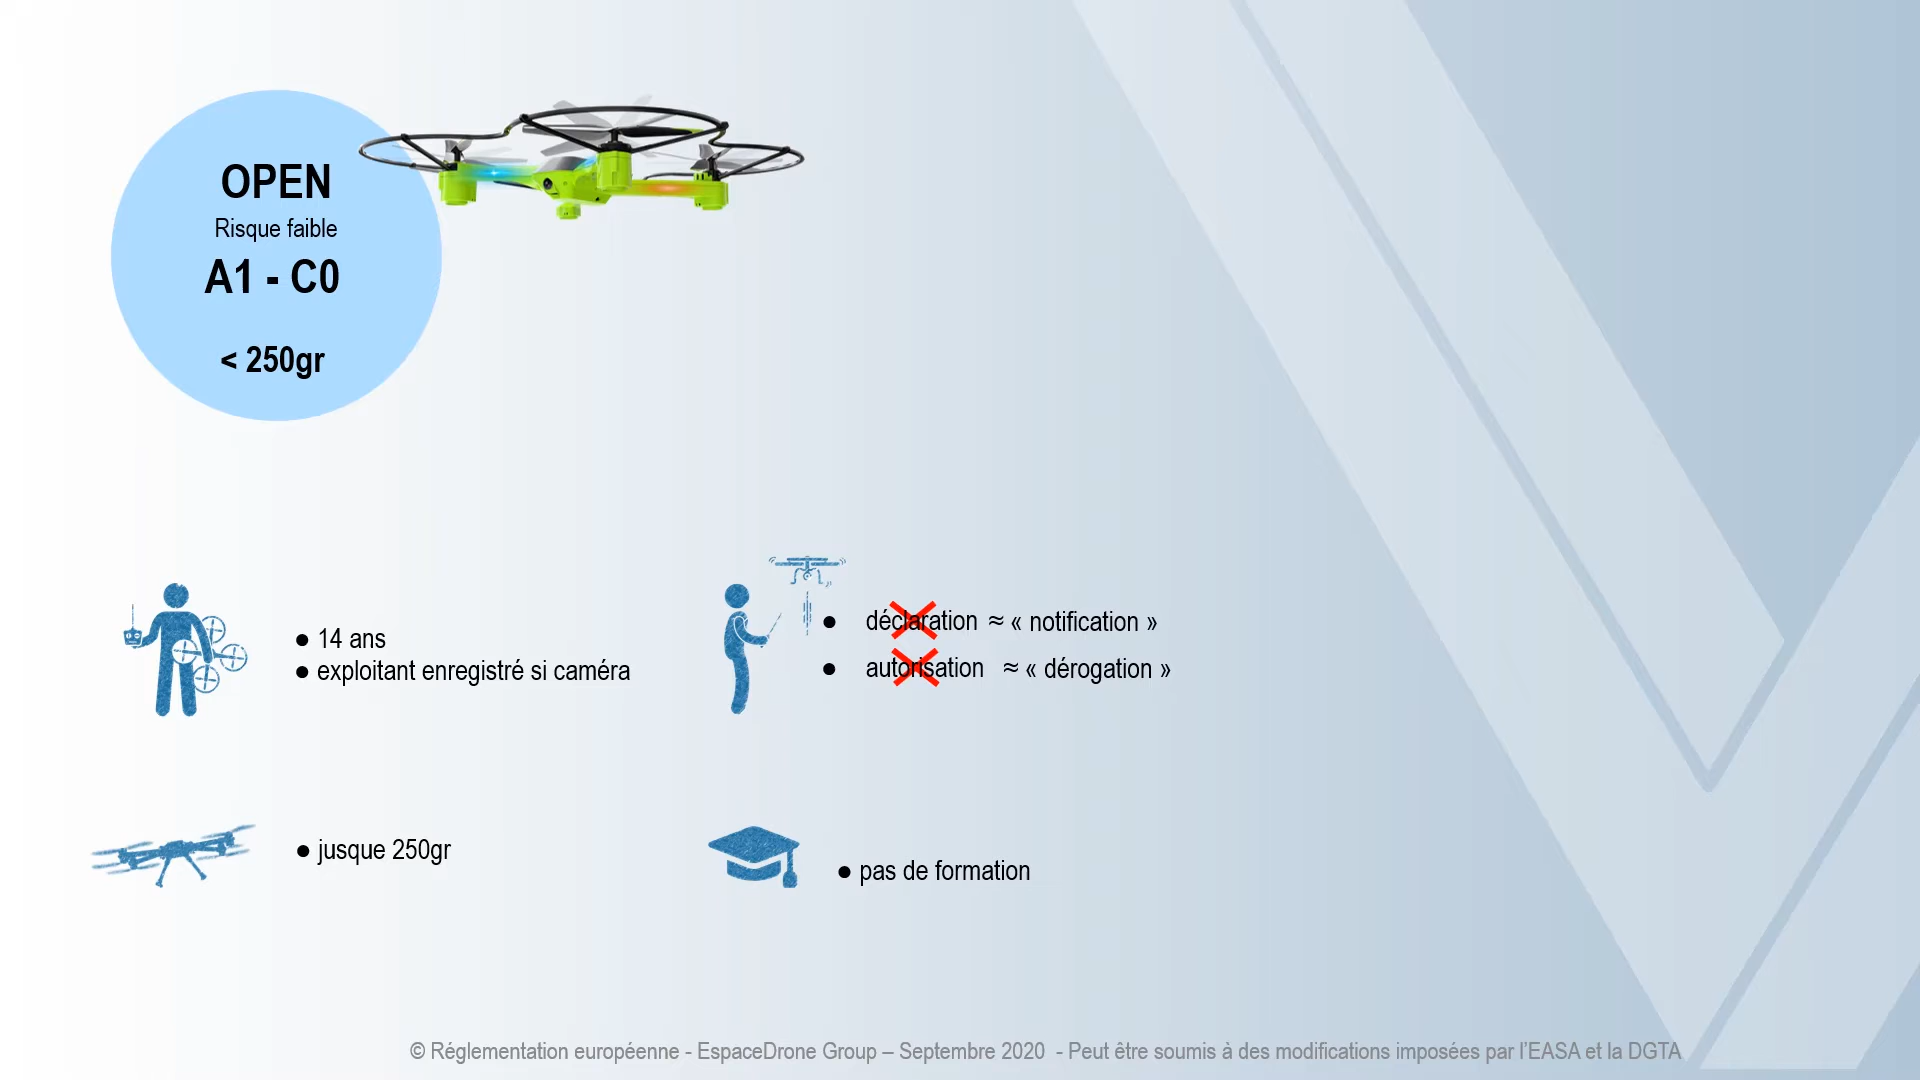 OPEN
Risque faible
A1 - C0
< 250gr
● 14 ans
● exploitant enregistré si caméra
● déclaration ≈ « notification »
● autorisation ≈ « dérogation »
● jusque 250gr
● pas de formation
© Réglementation européenne - EspaceDrone Group – Septembre 2020 - Peut être soumis à des modifications imposées par l’EASA et la DGTA